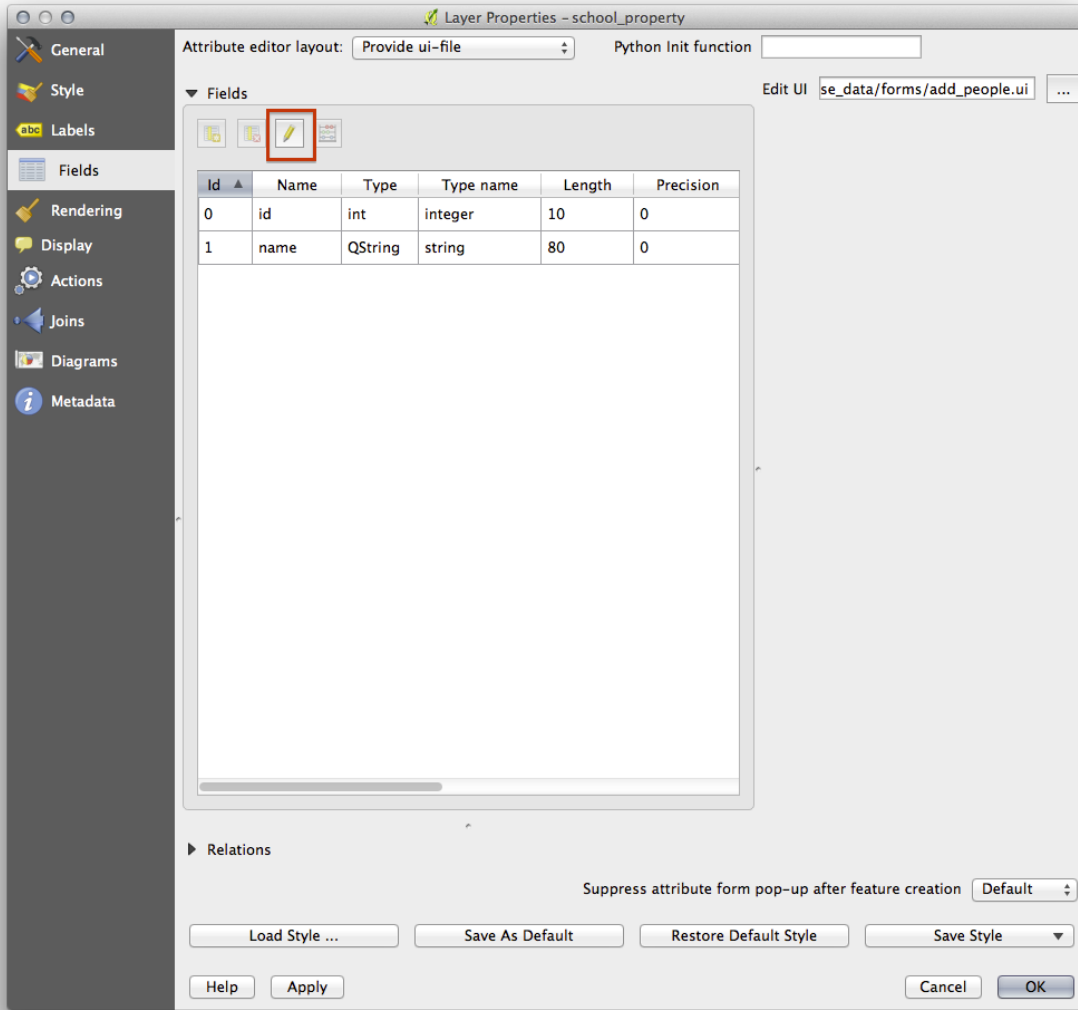 Layer Properties – school_property
General
Style
abc Labels
Fields
Rendering
Display
Actions
Joins
Diagrams
i Metadata
Attribute editor layout: Provide ui-file Python Init function
Fields
Edit UI se_data/forms/add_people.ui ...
Id Name Type Type name Length Precision
0 id int integer 10 0
1 name QString string 80 0
Relations
Suppress attribute form pop-up after feature creation Default
Load Style ... Save As Default Restore Default Style Save Style
Help Apply Cancel OK